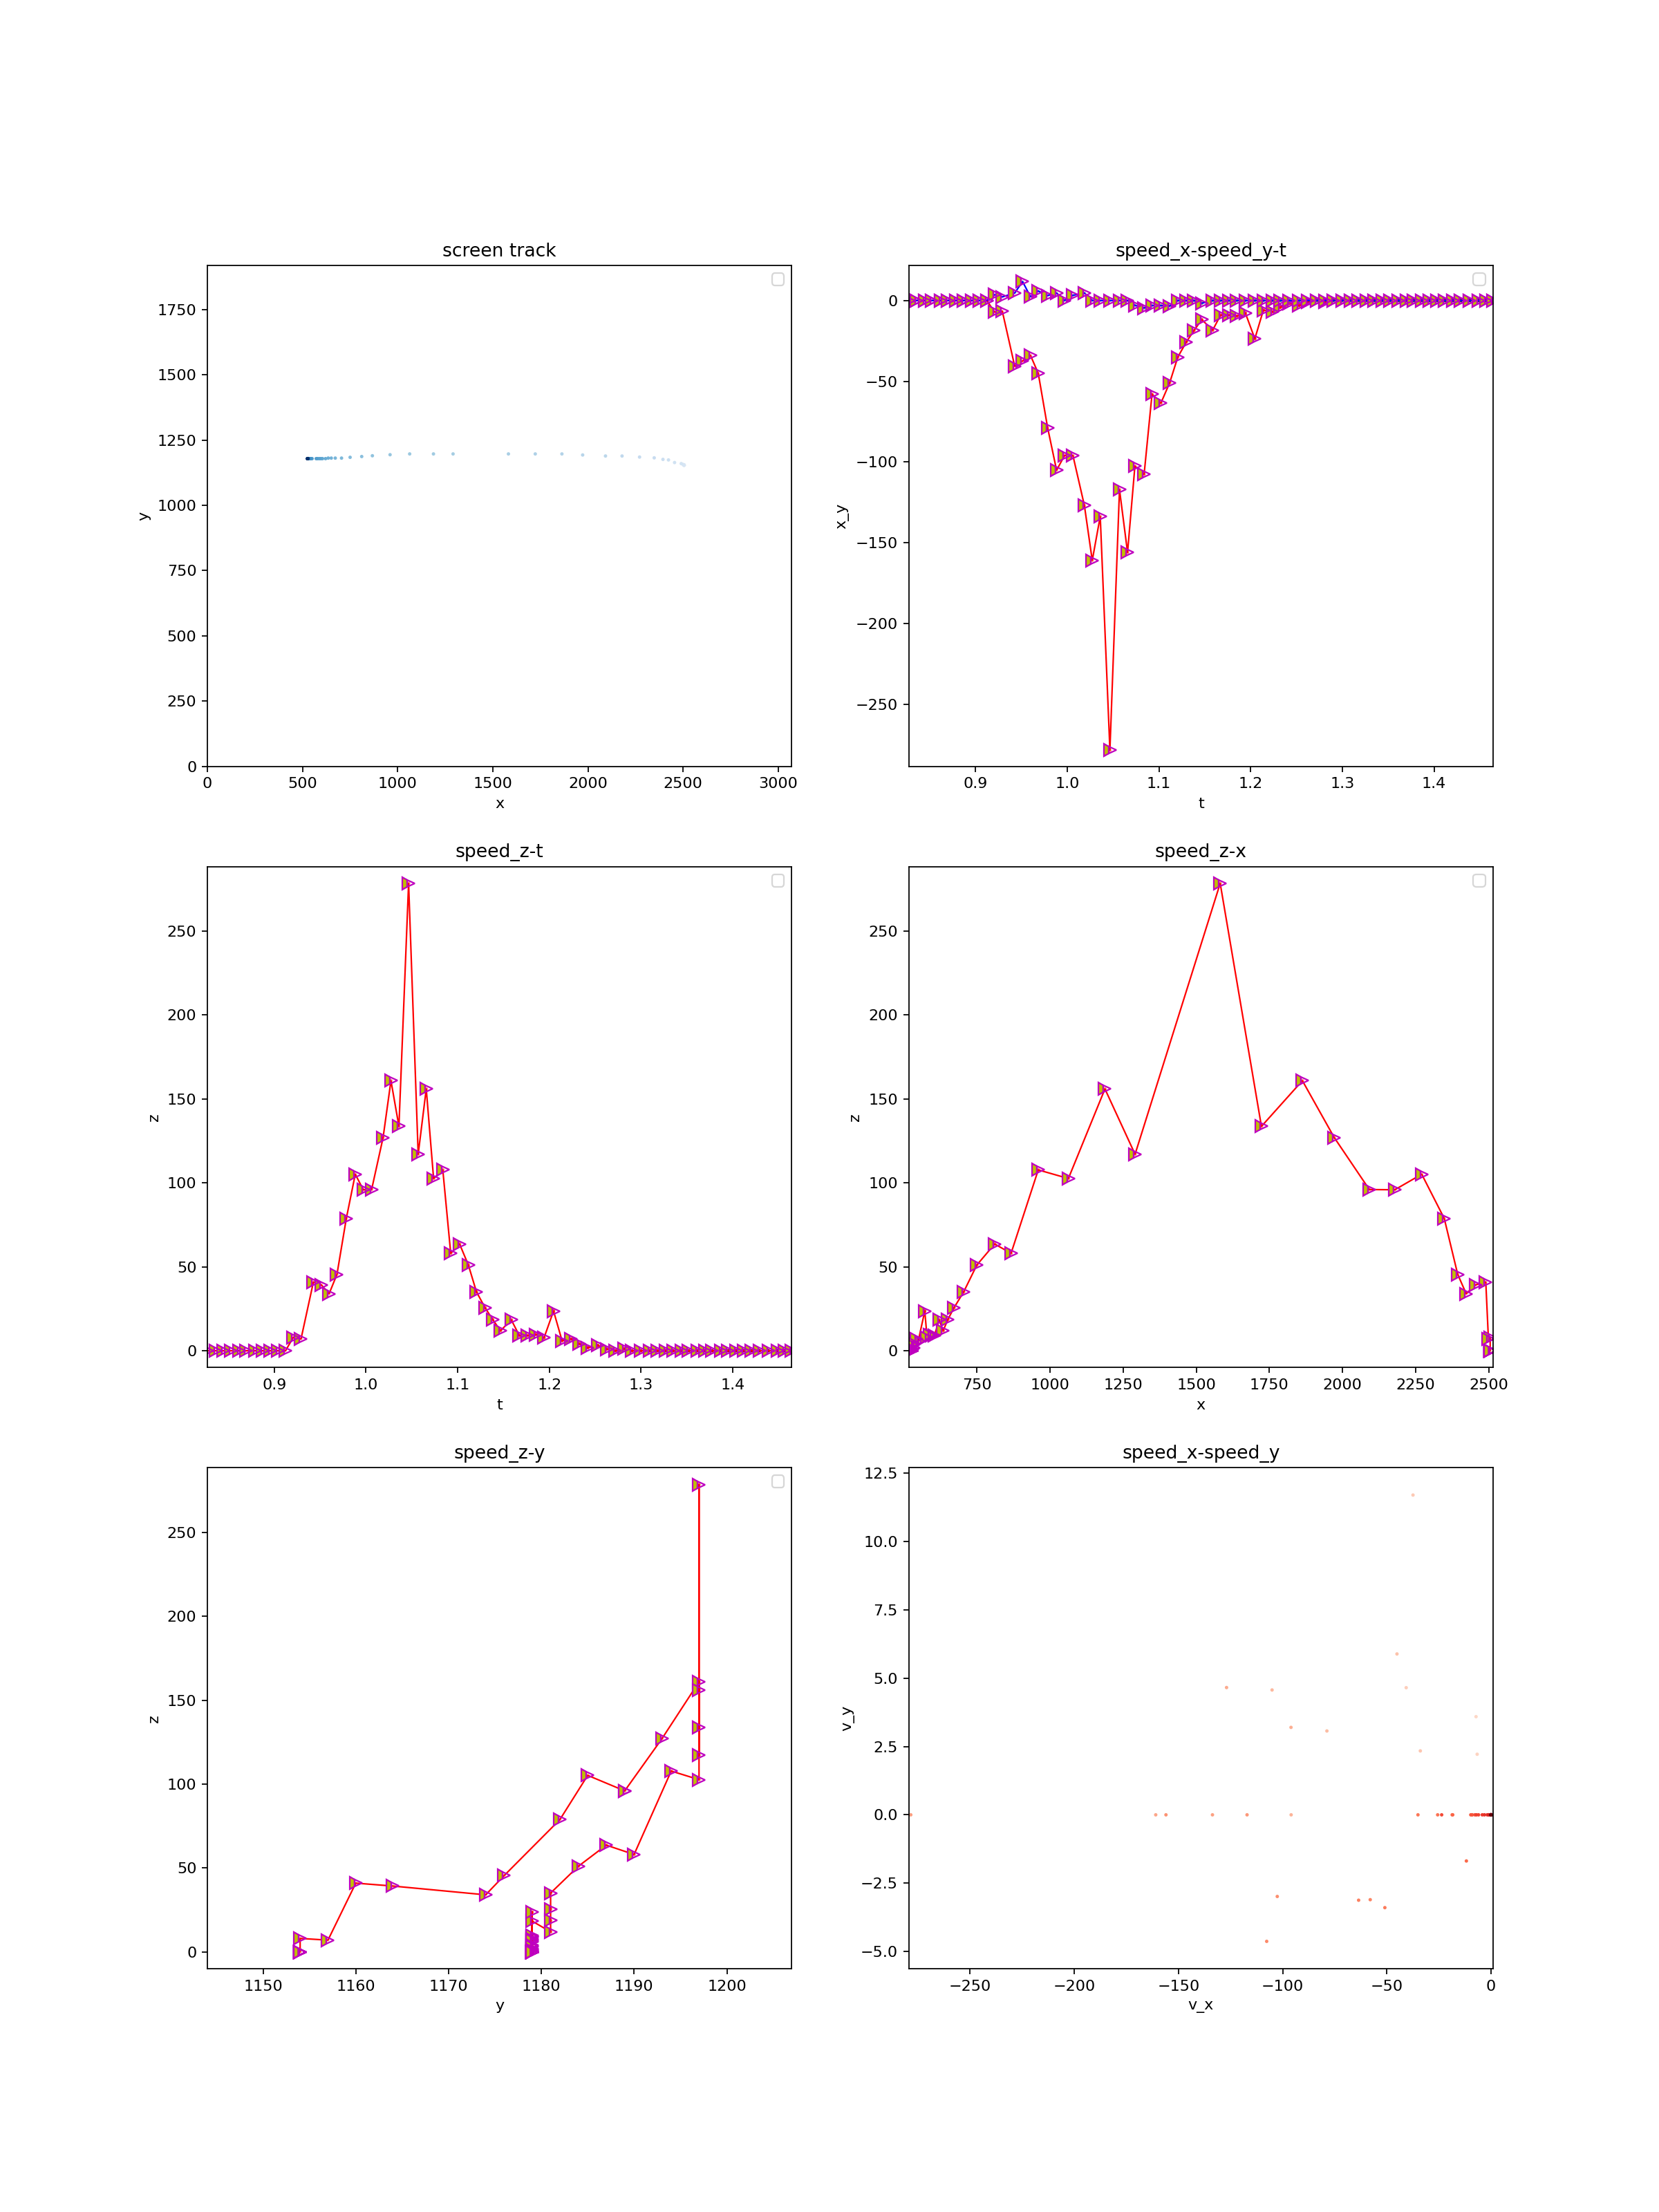 screen track
1750
1500
1250
1000
750
500
250
0
y
0 500 1000 1500 2000 2500 3000
x
speed_x-speed_y-t
0
−50
−100
−150
−200
−250
x_y
0.9 1.0 1.1 1.2 1.3 1.4
t
speed_z-t
250
200
150
100
50
0
z
0.9 1.0 1.1 1.2 1.3 1.4
t
speed_z-x
250
200
150
100
50
0
z
750 1000 1250 1500 1750 2000 2250 2500
x
speed_z-y
250
200
150
100
50
0
z
1150 1160 1170 1180 1190 1200
y
speed_x-speed_y
12.5
10.0
7.5
5.0
2.5
0.0
−2.5
−5.0
v_y
−250 −200 −150 −100 −50 0
v_x